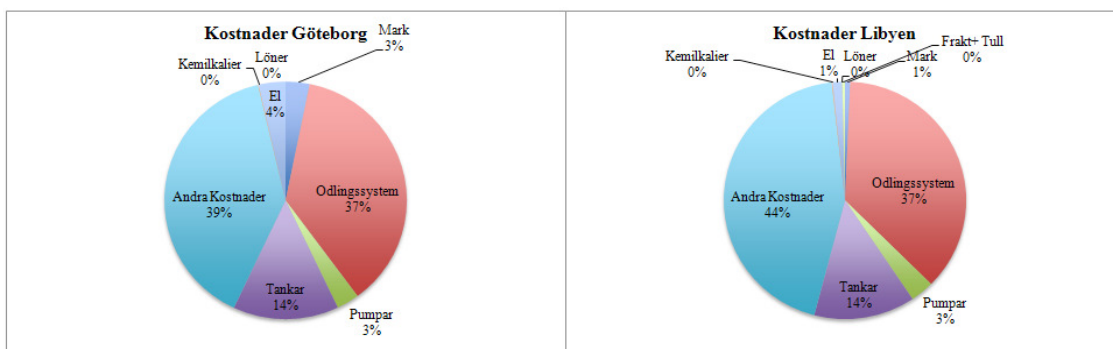 Kostnader Göteborg
Mark
3%
Löner
0%
Kemilkalier
0%
El
4%
Odlingssystem
37%
Andra Kostnader
39%
Tankar
14%
Pumpar
3%
Kostnader Libyen
Frakt+ Tull
0%
Kemilkalier
0%
El
1%
Löner
0%
Mark
1%
Odlingssystem
37%
Andra Kostnader
44%
Tankar
14%
Pumpar
3%